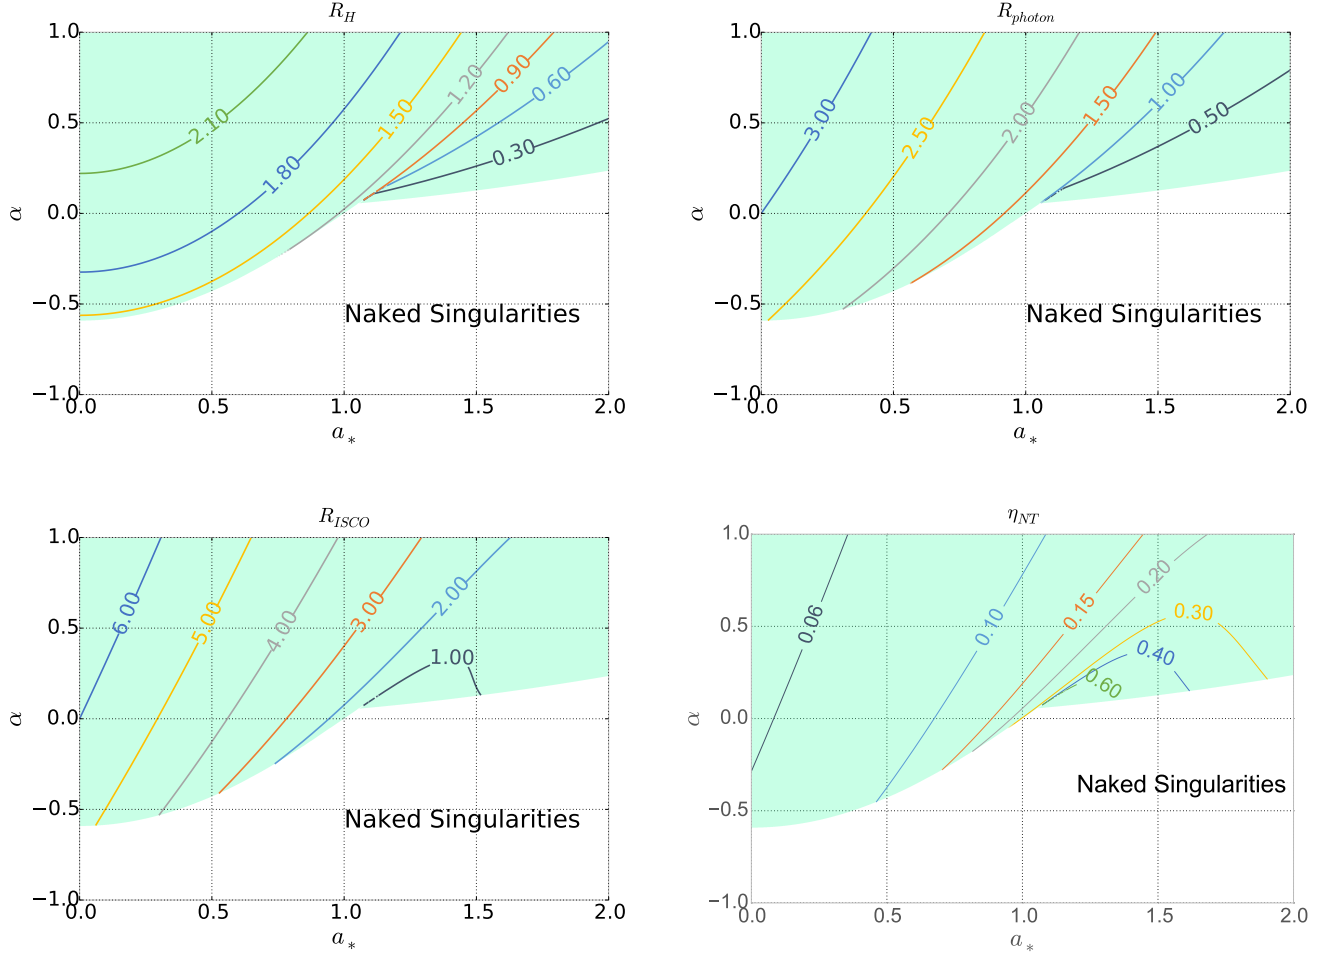 R_H
1.0
0.5
0.0
−0.5
−1.0
α
2.10
1.80
1.50
1.20
0.90
0.60
0.30
Naked Singularities
0.0 0.5 1.0 1.5 2.0
a_*
R_photon
1.0
0.5
0.0
−0.5
−1.0
α
3.00
2.50
2.00
1.50
1.00
0.50
Naked Singularities
0.0 0.5 1.0 1.5 2.0
a_*
R_ISCO
1.0
0.5
0.0
−0.5
−1.0
α
6.00
5.00
4.00
3.00
2.00
1.00
Naked Singularities
0.0 0.5 1.0 1.5 2.0
a_*
η_NT
1.0
0.5
0.0
−0.5
−1.0
α
0.06
0.10
0.15
0.20
0.30
0.40
0.60
Naked Singularities
0.0 0.5 1.0 1.5 2.0
a_*